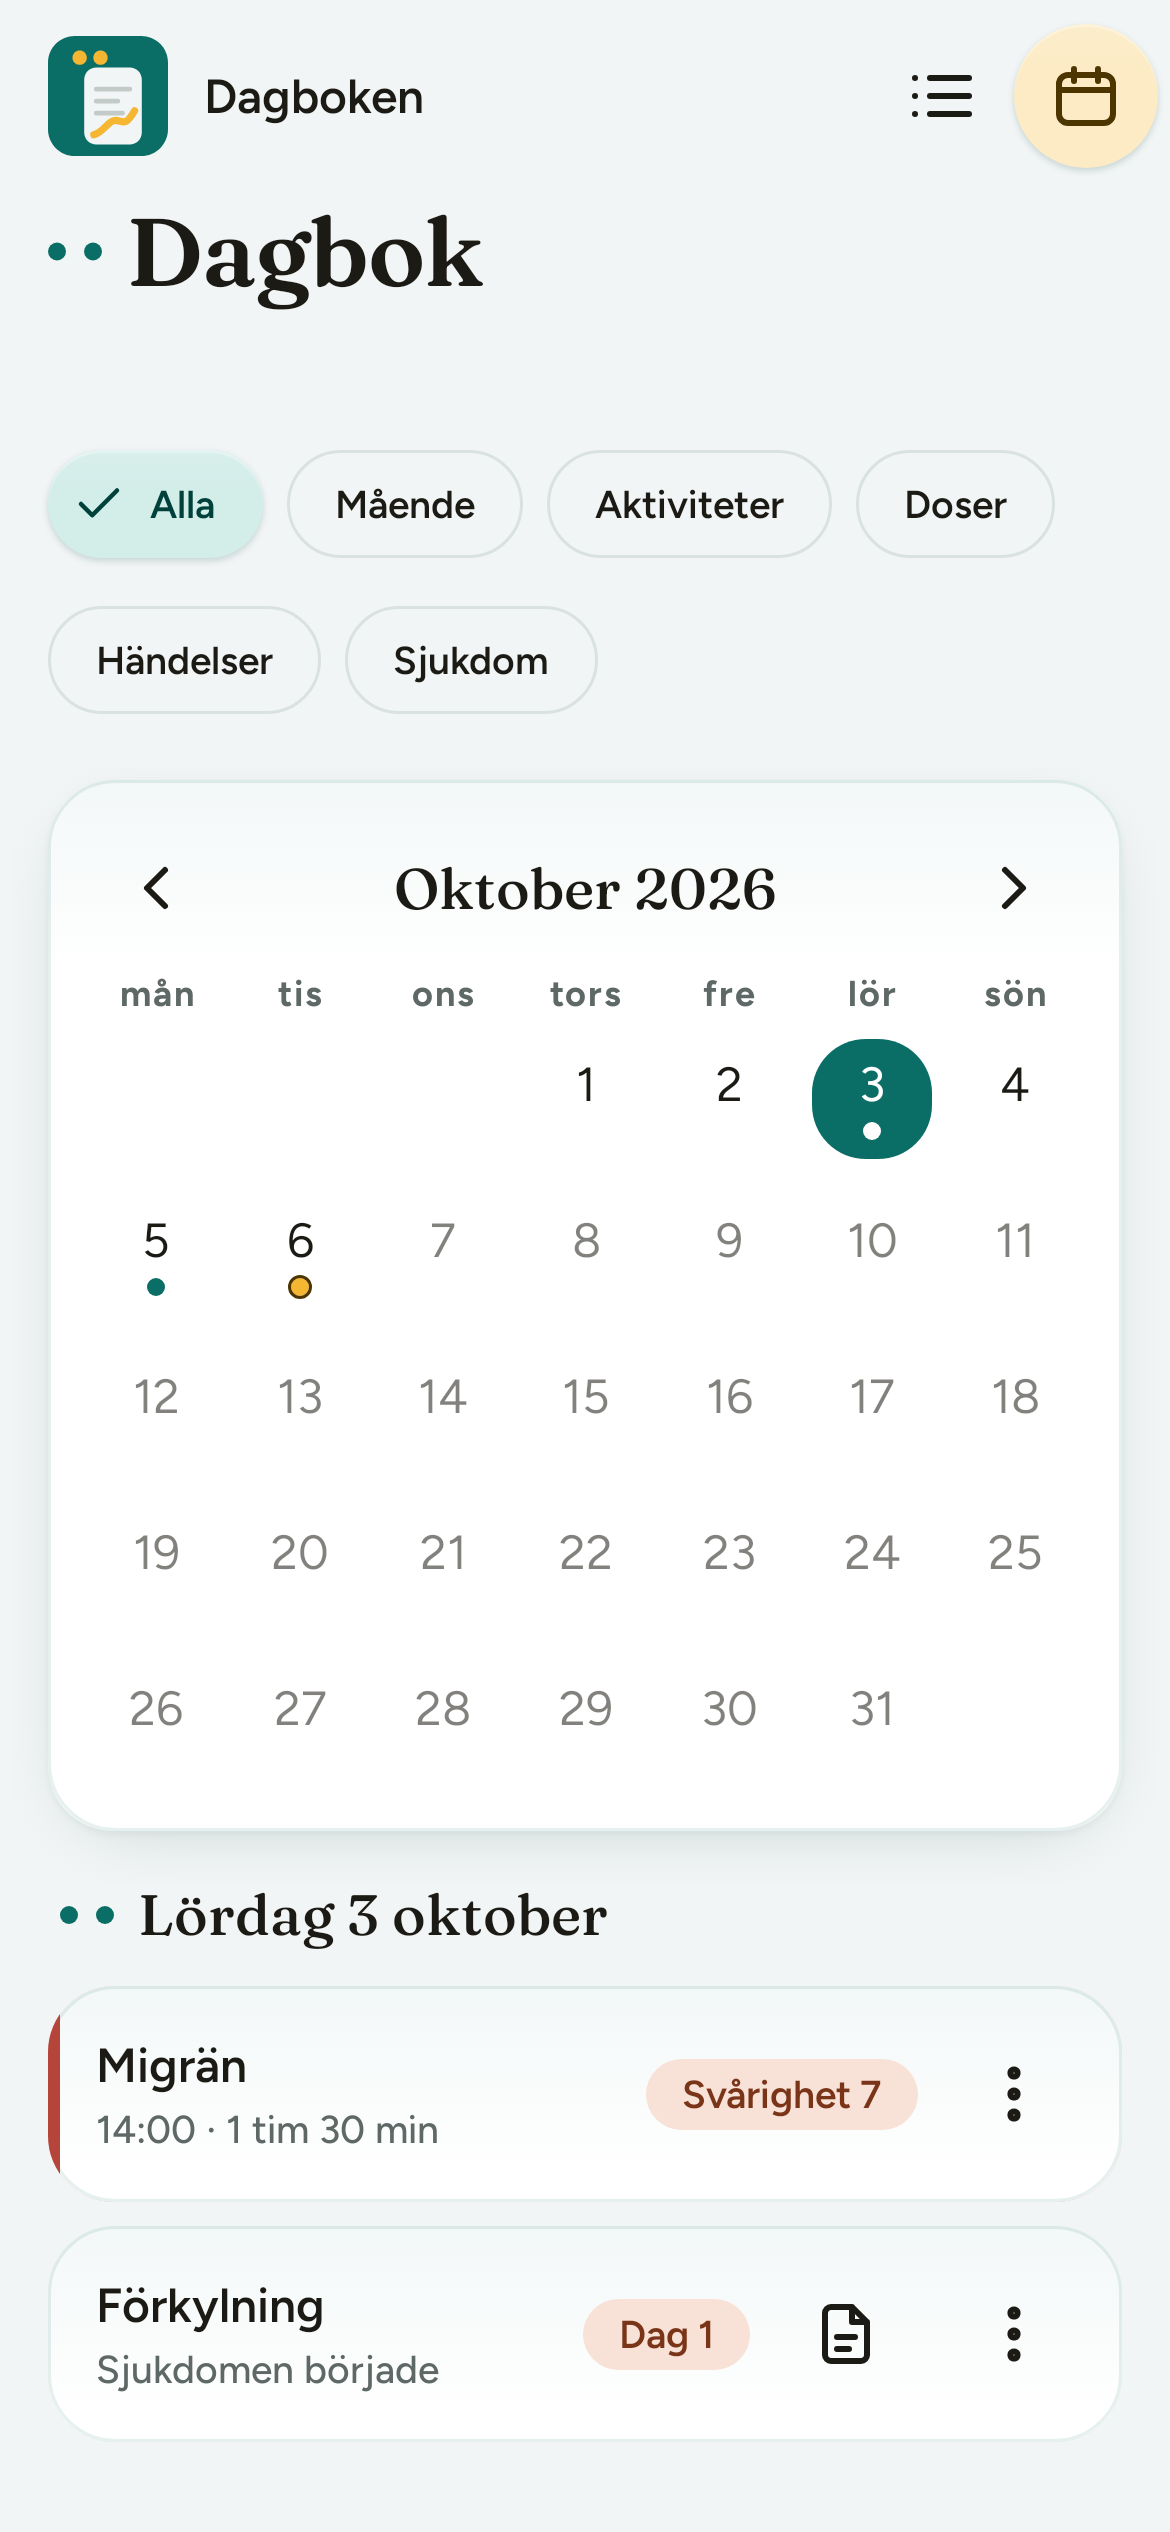 Dagboken
Dagbok
Alla Mående Aktiviteter Doser
Händelser Sjukdom
Oktober 2026
mån tis ons tors fre lör sön
1 2 3 4
5 6 7 8 9 10 11
12 13 14 15 16 17 18
19 20 21 22 23 24 25
26 27 28 29 30 31
Lördag 3 oktober
Migrän
14:00 · 1 tim 30 min
Svårighet 7
Förkylning
Sjukdomen började
Dag 1